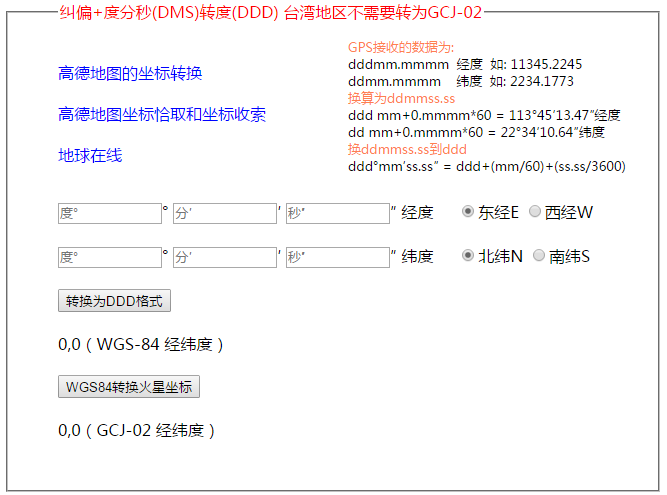 纠偏+度分秒(DMS)转度(DDD) 台湾地区不需要转为GCJ-02
高德地图的坐标转换
高德地图坐标恰取和坐标收索
地球在线
GPS接收的数据为:
dddmm.mmmm 经度 如: 11345.2245
ddmm.mmmm 纬度 如: 2234.1773
换算为ddmmss.ss
ddd mm+0.mmmm*60 = 113°45′13.47″经度
dd mm+0.mmmm*60 = 22°34′10.64″纬度
换ddmmss.ss到ddd
ddd°mm′ss.ss″ = ddd+(mm/60)+(ss.ss/3600)
度° ° 分′ ′ 秒″ ″ 经度 东经E 西经W
度° ° 分′ ′ 秒″ ″ 纬度 北纬N 南纬S
转换为DDD格式
0,0 ( WGS-84 经纬度 )
WGS84转换火星坐标
0,0 ( GCJ-02 经纬度 )